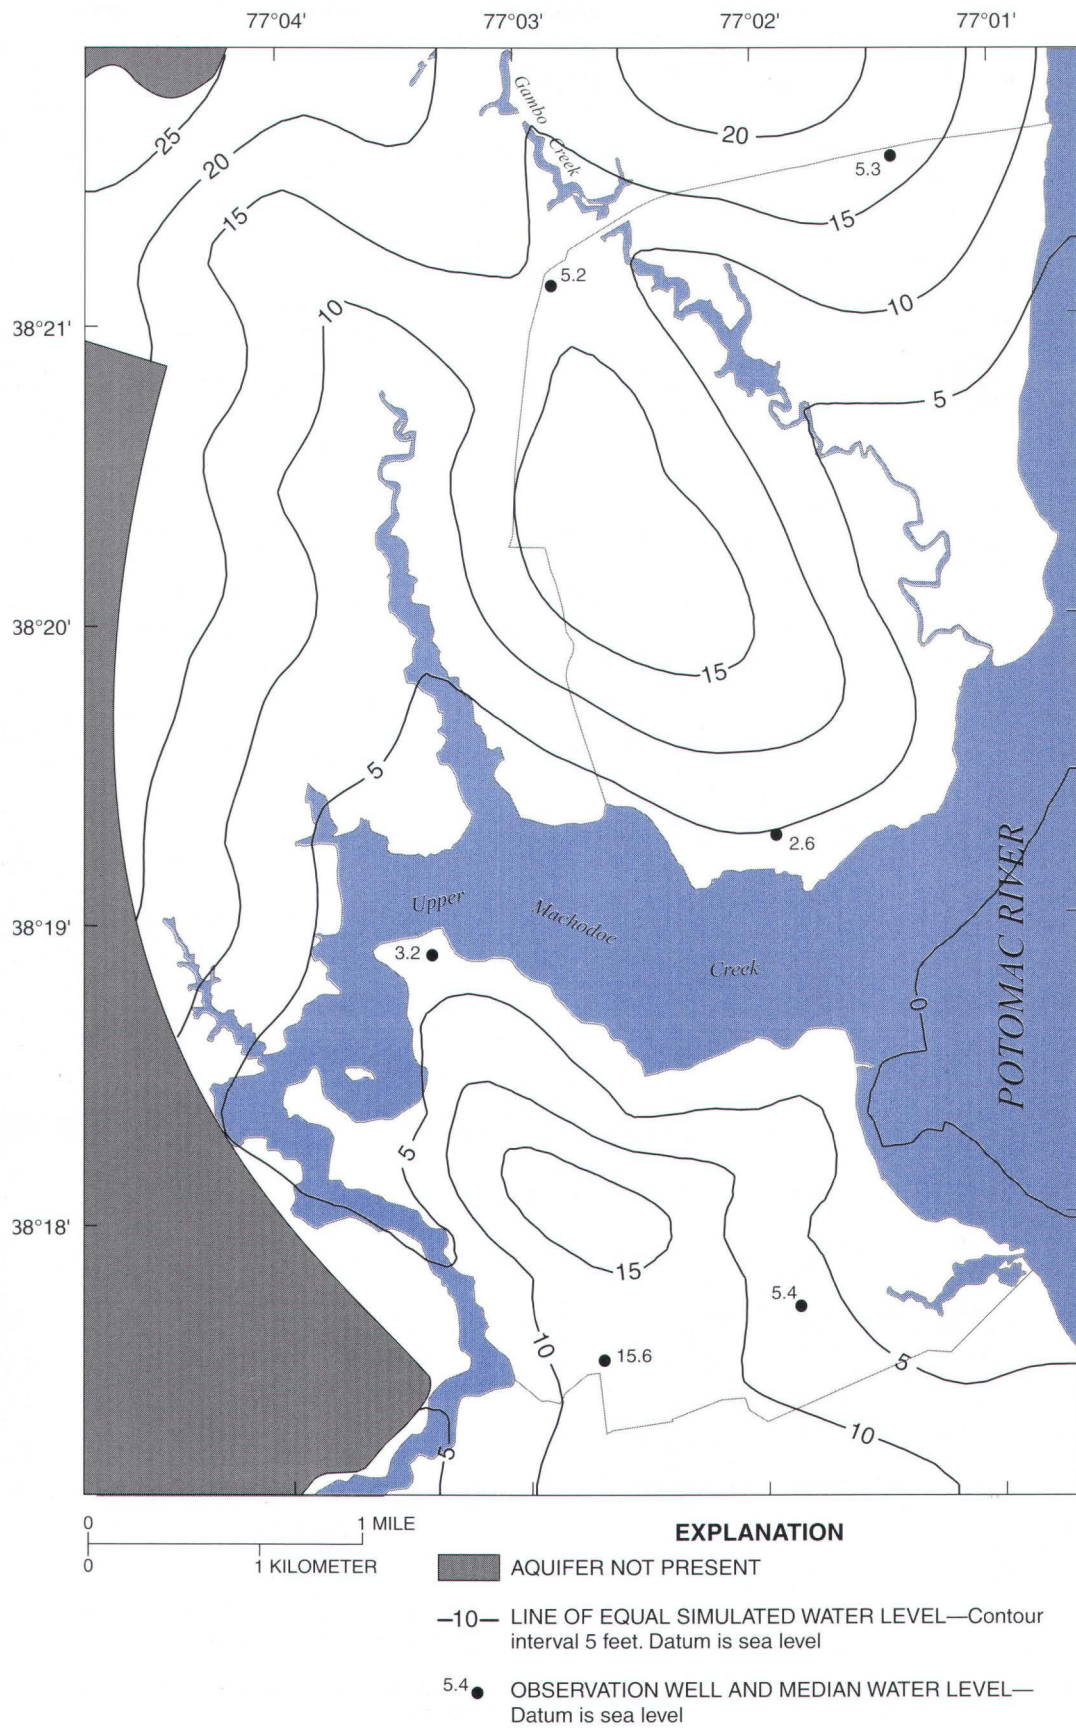 77°04' 77°03' 77°02' 77°01'
Gambo Creek
25
20
20
5.3
15
15
5.2
10
10
38°21'
5
38°20'
15
5
2.6
Upper Machodoc Creek
38°19'
3.2
0
POTOMAC RIVER
5
38°18'
15
5.4
10
15.6
5
10
5
0 1 MILE
0 1 KILOMETER
EXPLANATION
AQUIFER NOT PRESENT
—10— LINE OF EQUAL SIMULATED WATER LEVEL—Contour
interval 5 feet. Datum is sea level
5.4 OBSERVATION WELL AND MEDIAN WATER LEVEL—
Datum is sea level